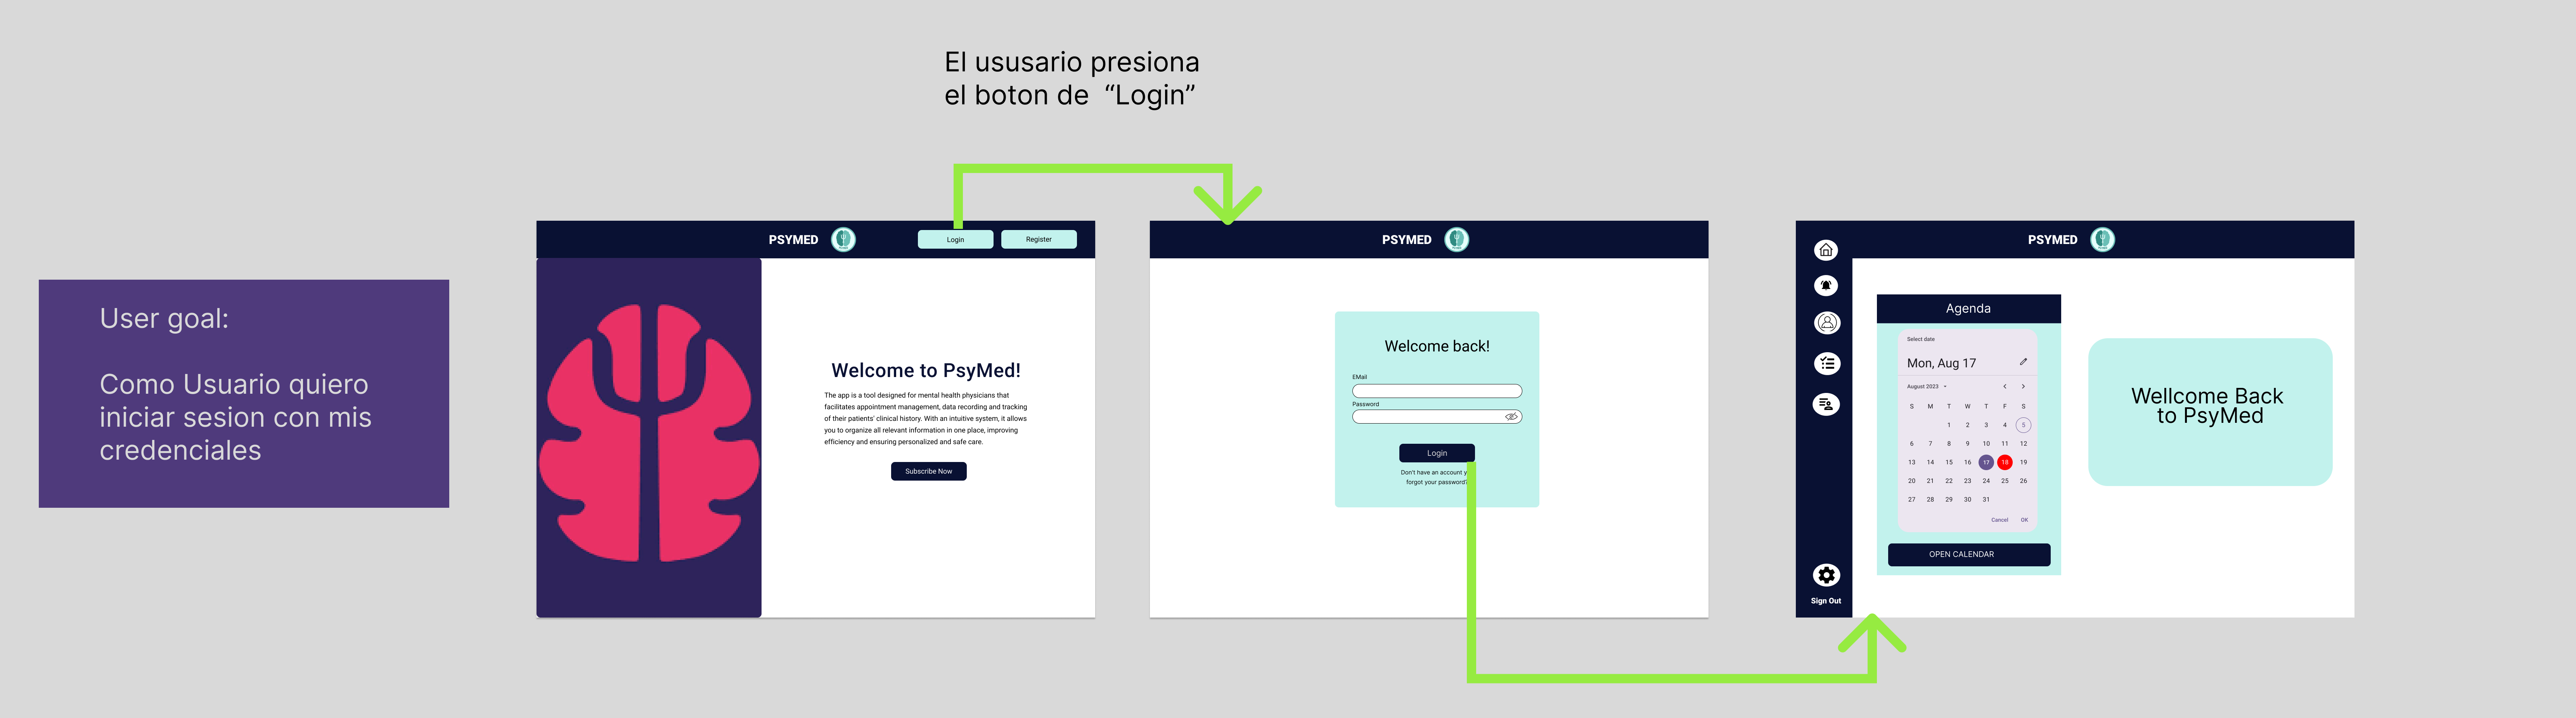 El ususario presiona
el boton de “Login”
User goal:
Como Usuario quiero
iniciar sesion con mis
credenciales
PSYMED
Login
Register
Welcome to PsyMed!
The app is a tool designed for mental health physicians that
facilitates appointment management, data recording and tracking
of their patients' clinical history. With an intuitive system, it allows
you to organize all relevant information in one place, improving
efficiency and ensuring personalized and safe care.
Subscribe Now
PSYMED
Welcome back!
EMail
Password
Login
Don't have an account y
forgot your password?
PSYMED
Sign Out
Agenda
Select date
Mon, Aug 17
August 2023
S M T W T F S
1 2 3 4 5
6 7 8 9 10 11 12
13 14 15 16 17 18 19
20 21 22 23 24 25 26
27 28 29 30 31
Cancel OK
OPEN CALENDAR
Wellcome Back
to PsyMed